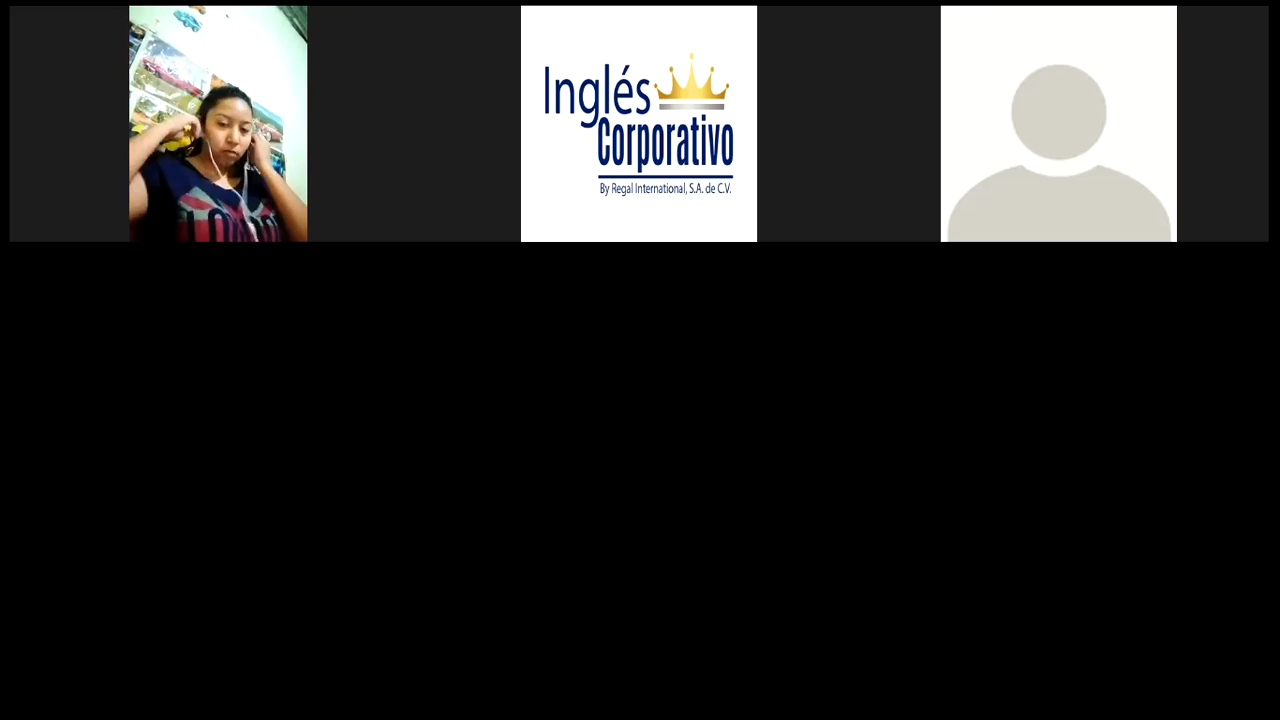 Inglés
Corporativo
By Regal International, S.A. de C.V.